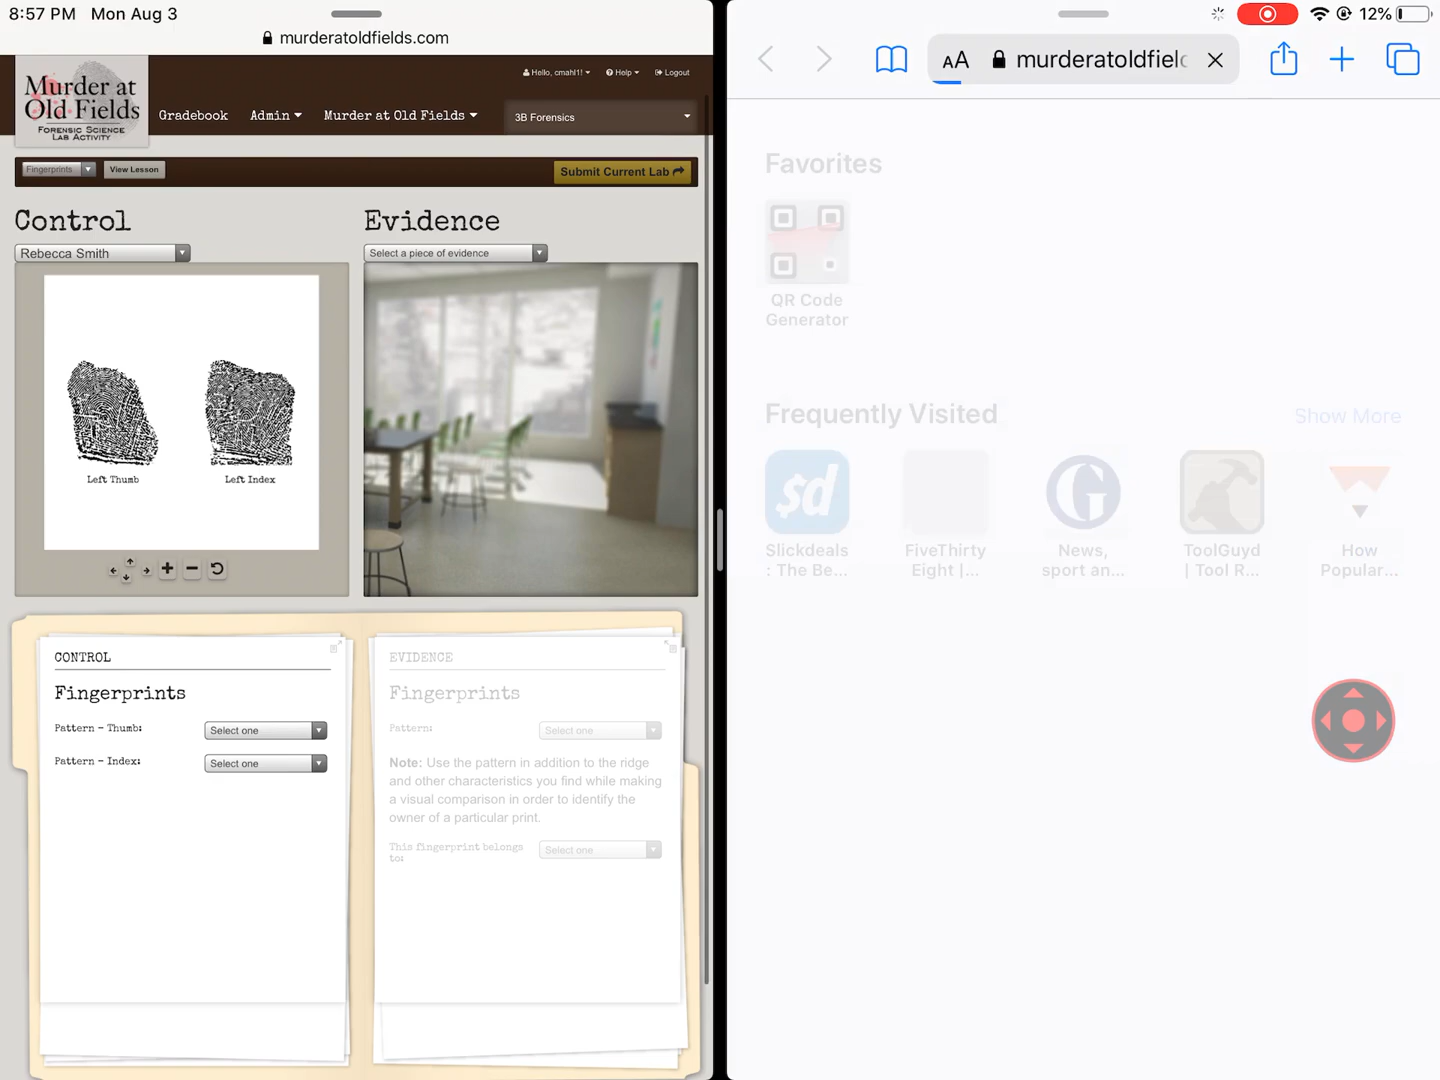 8:57 PM Mon Aug 3
murderatoldfields.com
12%
AA murderatoldfielc
Murder at
Old Fields
FORENSIC SCIENCE
LAB ACTIVITY
Hello, cmahl1!
Help
Logout
Gradebook
Admin
Murder at Old Fields
3B Forensics
Fingerprints
View Lesson
Submit Current Lab
Control
Rebecca Smith
Left Thumb
Left Index
Evidence
Select a piece of evidence
CONTROL
Fingerprints
Pattern - Thumb:
Select one
Pattern - Index:
Select one
EVIDENCE
Fingerprints
Pattern:
Select one
Note: Use the pattern in addition to the ridge
and other characteristics you find while making
a visual comparison in order to identify the
owner of a particular print.
This fingerprint belongs
to:
Select one
Favorites
QR Code
Generator
Frequently Visited
Show More
sd
G
Slickdeals
: The Be...
FiveThirty
Eight |...
News,
sport an...
ToolGuyd
| Tool R...
How
Popular...